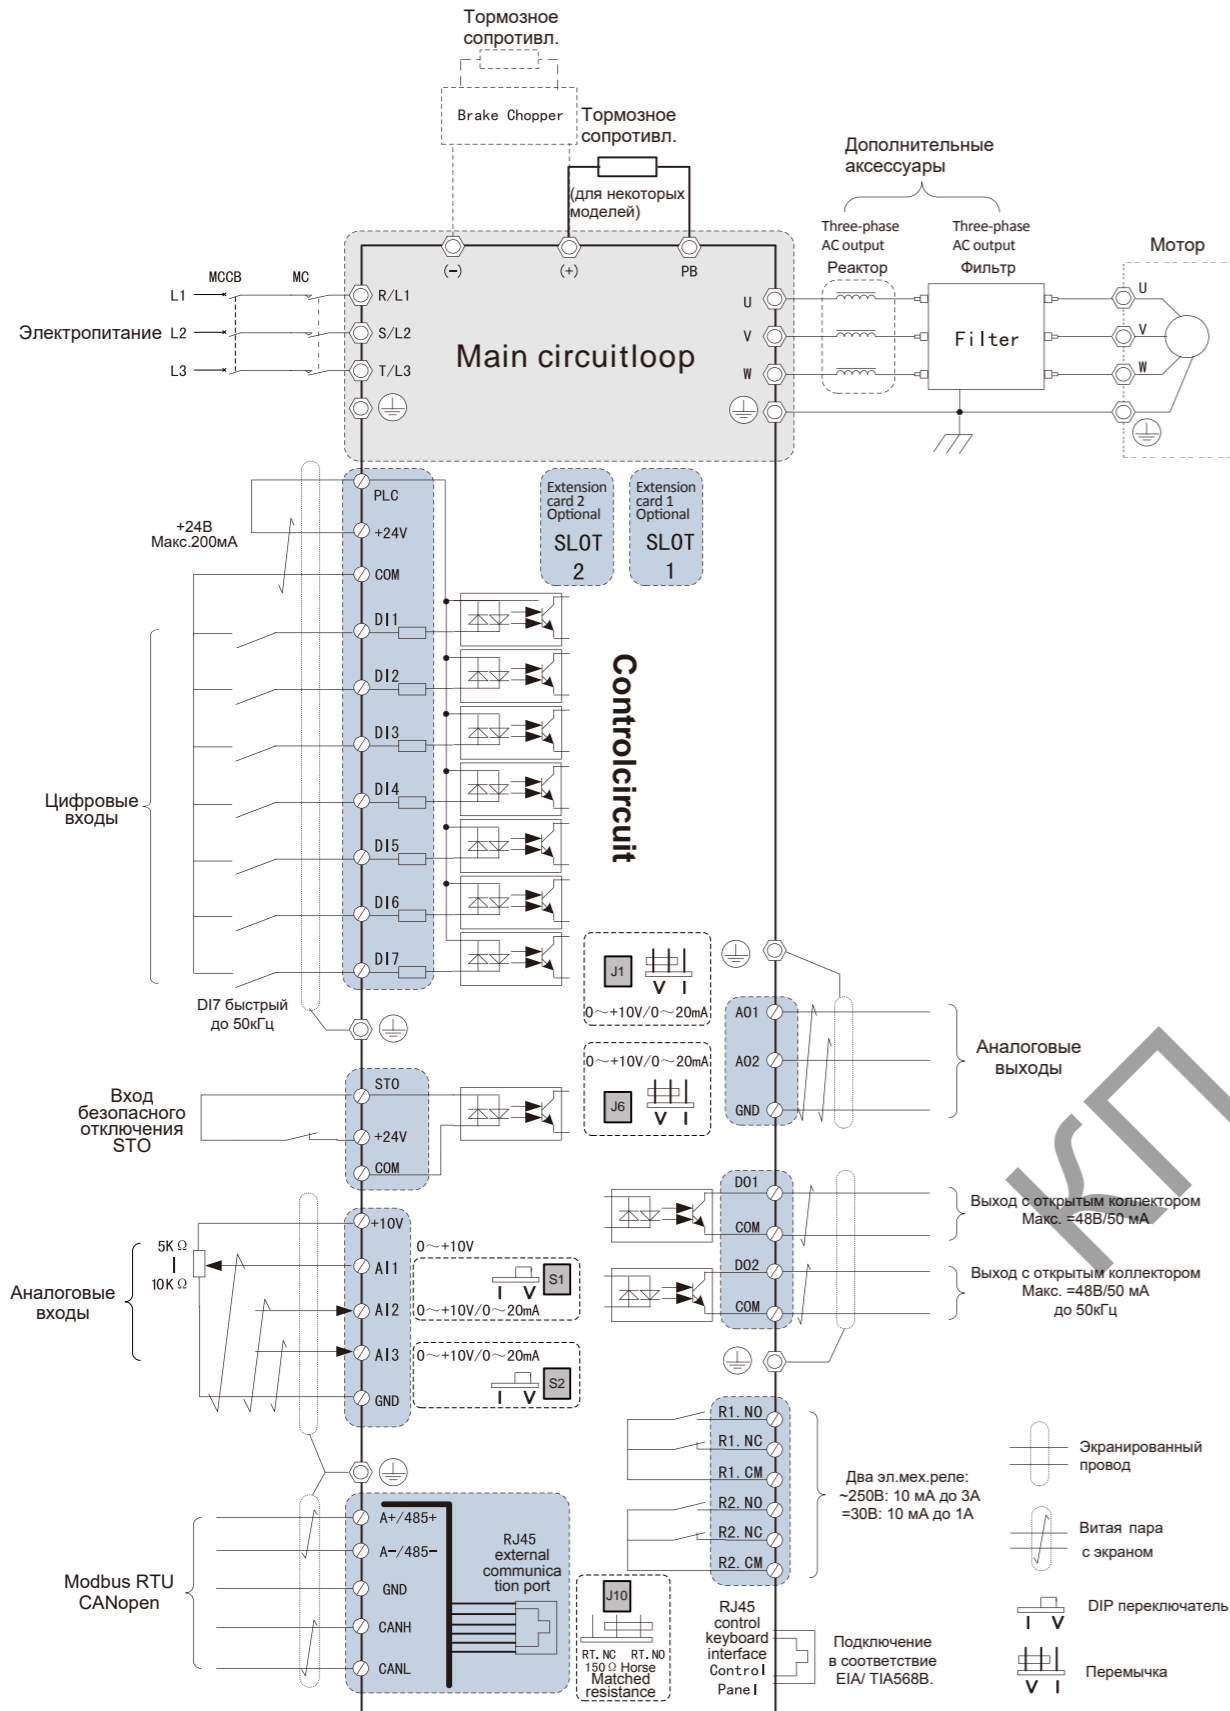 Тормозное
сопротивл.
Brake Chopper
Тормозное
сопротивл.
(для некоторых
моделей)
Дополнительные
аксессуары
Three-phase
AC output
Реактор
Three-phase
AC output
Фильтр
Мотор
(-)
(+)
PB
MCCB
MC
Электропитание
L1
L2
L3
R/L1
S/L2
T/L3
Main circuitloop
U
V
W
Filter
U
V
W
+24В
Макс.200мА
PLC
+24V
COM
DI1
DI2
DI3
DI4
DI5
DI6
DI7
Цифровые
входы
DI7 быстрый
до 50кГц
Extension
card 2
Optional
SLOT
2
Extension
card 1
Optional
SLOT
1
Controlcircuit
J1
V I
0～+10V/0～20mA
0～+10V/0～20mA
J6
V I
AO1
AO2
GND
Аналоговые
выходы
КП
Вход
безопасного
отключения
STO
STO
+24V
COM
DO1
COM
DO2
COM
Выход с открытым коллектором
Макс. =48В/50 мА
Выход с открытым коллектором
Макс. =48В/50 мА
до 50кГц
Аналоговые
входы
5KΩ
10KΩ
+10V
AI1
AI2
AI3
GND
0～+10V
S1
I V
0～+10V/0～20mA
0～+10V/0～20mA
S2
I V
R1.NO
R1.NC
R1.CM
R2.NO
R2.NC
R2.CM
Два эл.мех.реле:
~250В: 10 мА до 3А
=30В: 10 мА до 1А
Экранированный
провод
Витая пара
с экраном
I V
DIP переключатель
V I
Перемычка
Modbus RTU
CANopen
A+/485+
A-/485-
GND
CANH
CANL
RJ45
external
communica
tion port
J10
RT.NC RT.NO
150Ω Horse
Matched
resistance
RJ45
control
keyboard
interface
Control
Panel
Подключение
в соответствие
EIA/ TIA568B.